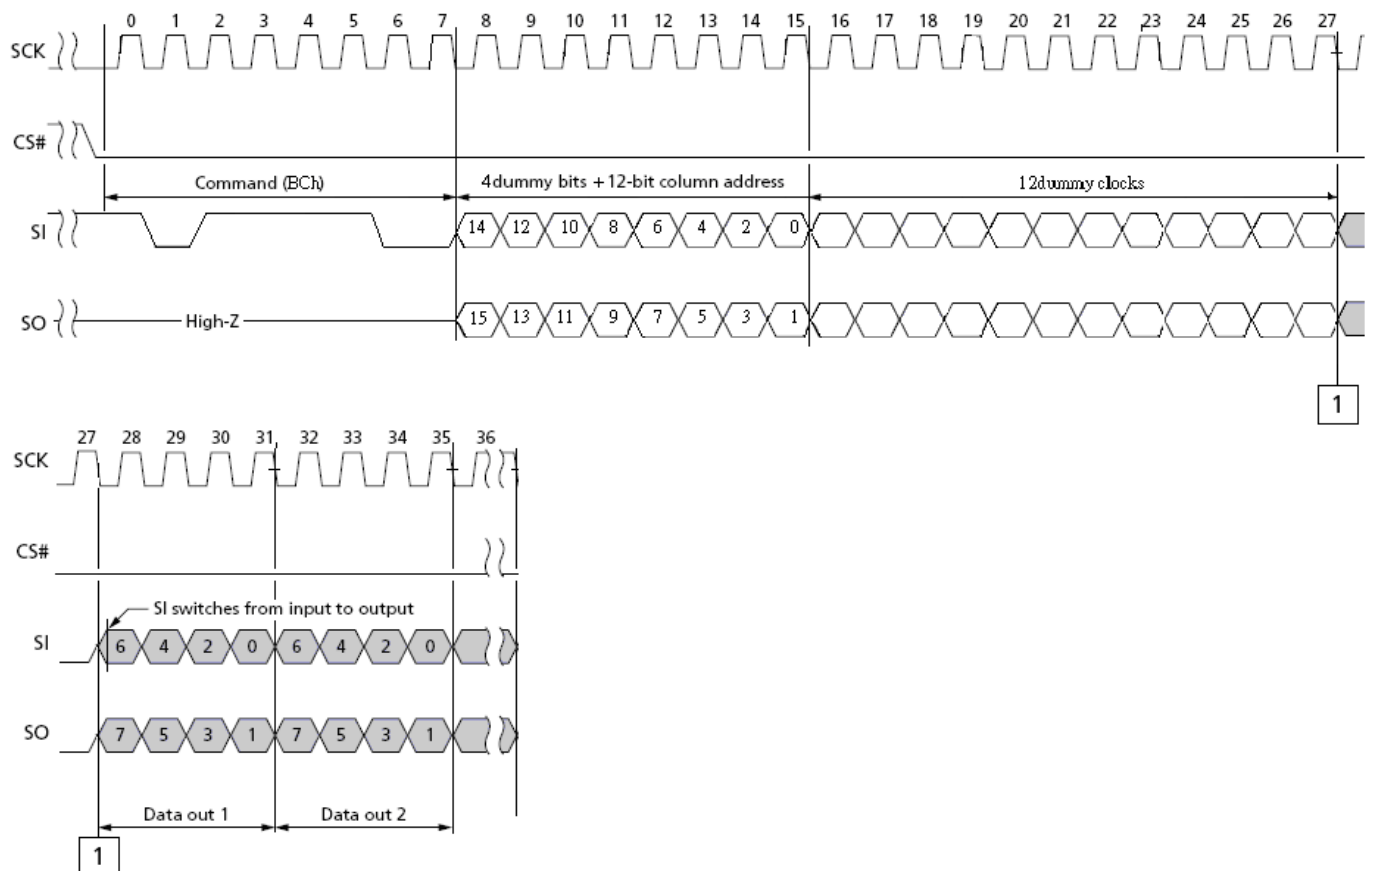 0 1 2 3 4 5 6 7 8 9 10 11 12 13 14 15 16 17 18 19 20 21 22 23 24 25 26 27
SCK
CS#
Command (BCh) 4dummy bits + 12-bit column address 12dummy clocks
SI 14 12 10 8 6 4 2 0
SO High-Z 15 13 11 9 7 5 3 1
1
27 28 29 30 31 32 33 34 35 36
SCK
CS#
SI switches from input to output
SI 6 4 2 0 6 4 2 0
SO 7 5 3 1 7 5 3 1
Data out 1 Data out 2
1